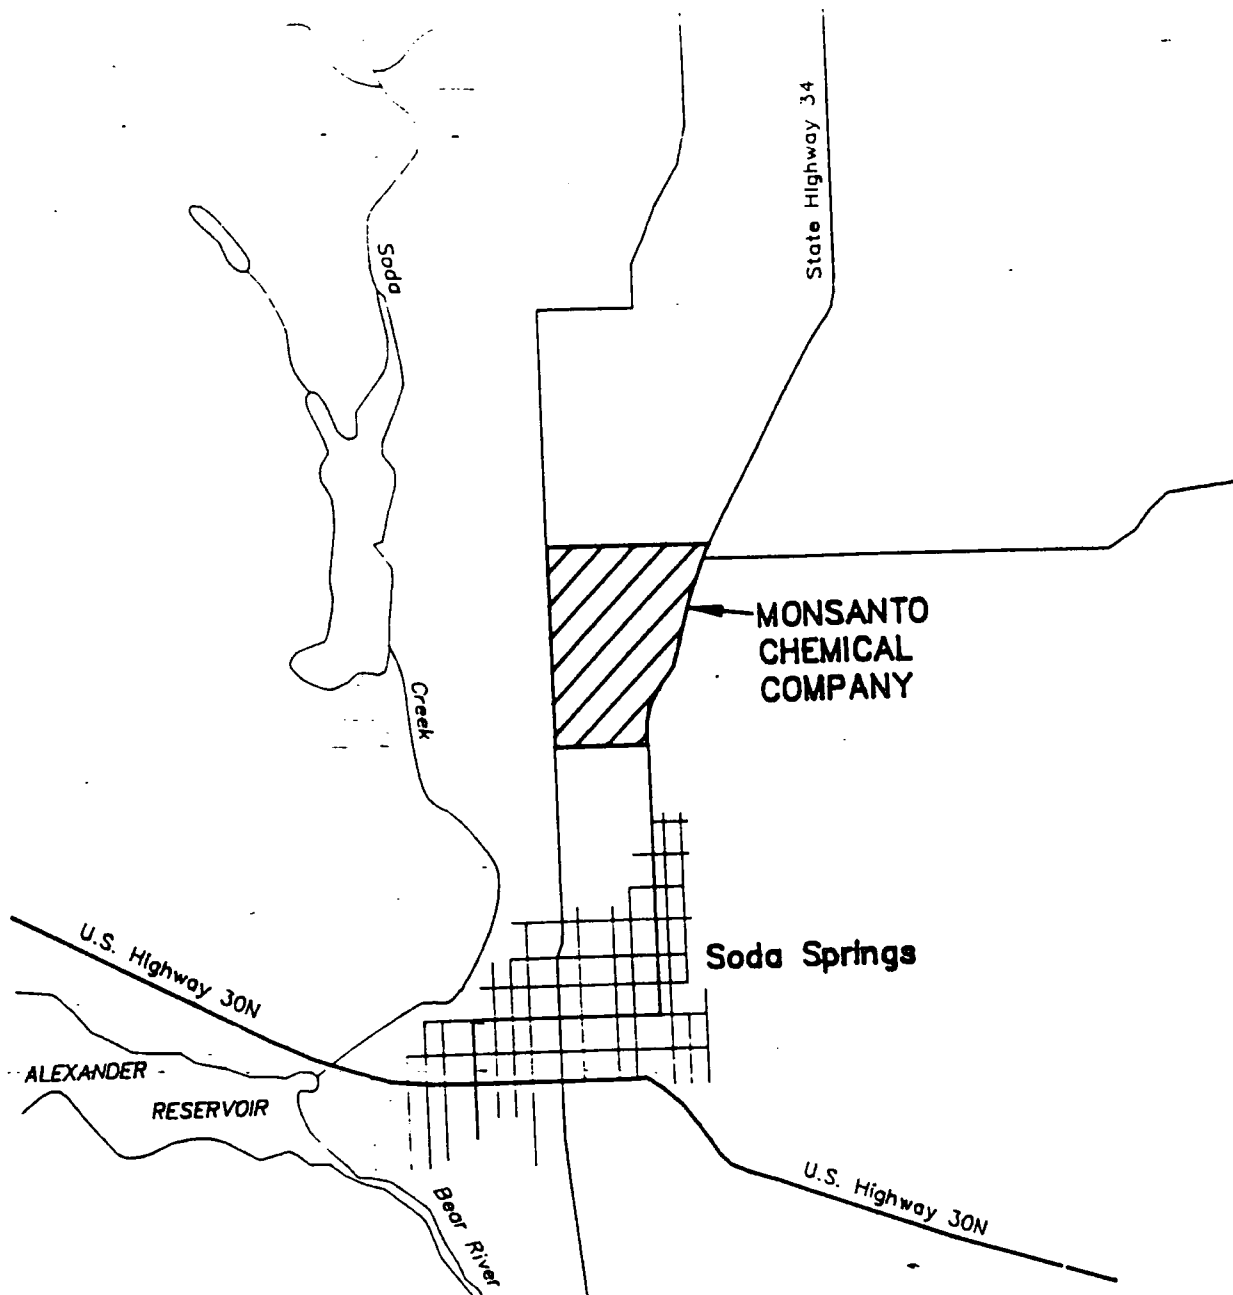 State Highway 34
Soda
MONSANTO
CHEMICAL
COMPANY
Creek
U.S. Highway 30N
Soda Springs
ALEXANDER
RESERVOIR
Bear River
U.S. Highway 30N